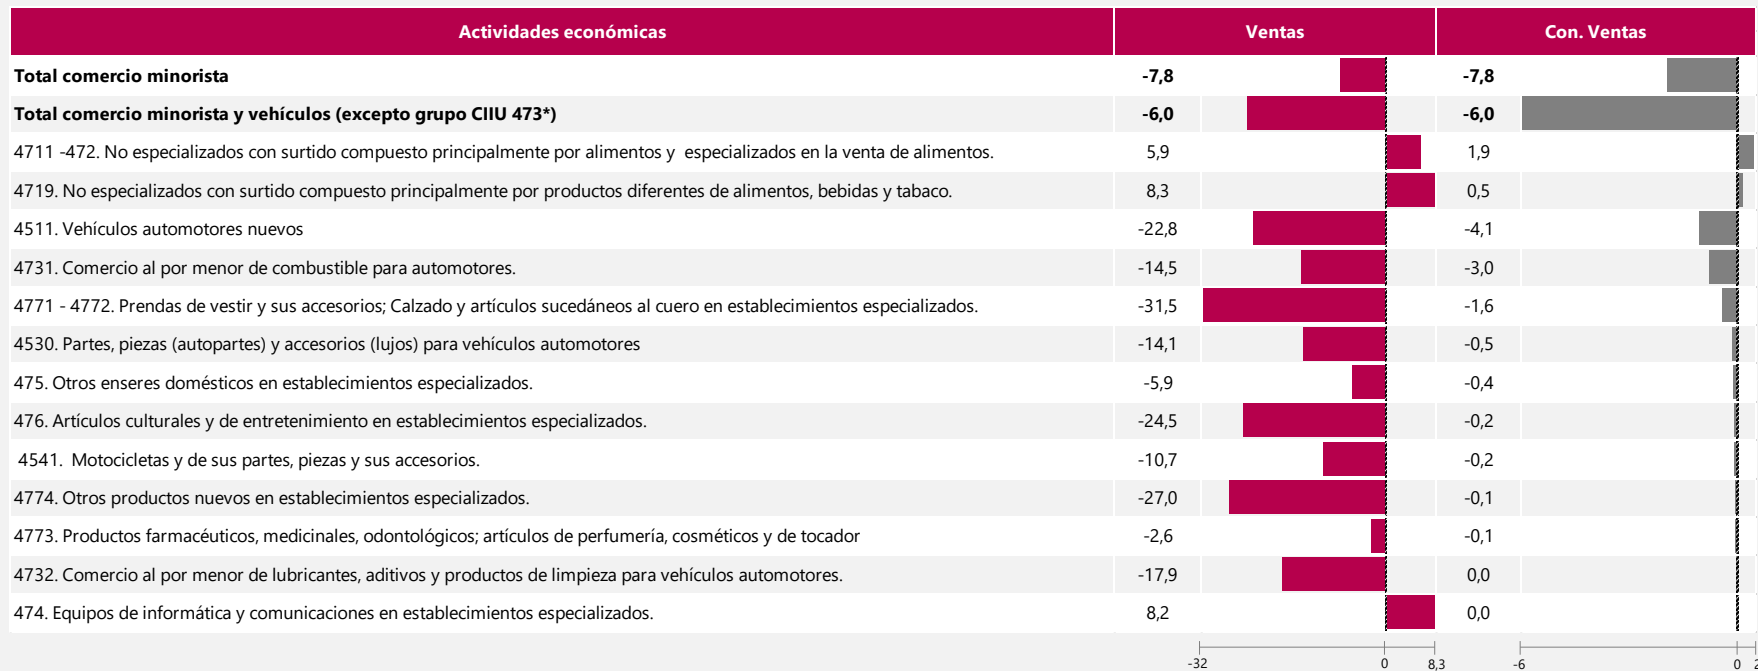 Actividades económicas Ventas Con. Ventas
Total comercio minorista -7,8 -7,8
Total comercio minorista y vehículos (excepto grupo CIIU 473*) -6,0 -6,0
4711 -472. No especializados con surtido compuesto principalmente por alimentos y especializados en la venta de alimentos. 5,9 1,9
4719. No especializados con surtido compuesto principalmente por productos diferentes de alimentos, bebidas y tabaco. 8,3 0,5
4511. Vehículos automotores nuevos -22,8 -4,1
4731. Comercio al por menor de combustible para automotores. -14,5 -3,0
4771 - 4772. Prendas de vestir y sus accesorios; Calzado y artículos sucedáneos al cuero en establecimientos especializados. -31,5 -1,6
4530. Partes, piezas (autopartes) y accesorios (lujos) para vehículos automotores -14,1 -0,5
475. Otros enseres domésticos en establecimientos especializados. -5,9 -0,4
476. Artículos culturales y de entretenimiento en establecimientos especializados. -24,5 -0,2
4541. Motocicletas y de sus partes, piezas y sus accesorios. -10,7 -0,2
4774. Otros productos nuevos en establecimientos especializados. -27,0 -0,1
4773. Productos farmacéuticos, medicinales, odontológicos; artículos de perfumería, cosméticos y de tocador -2,6 -0,1
4732. Comercio al por menor de lubricantes, aditivos y productos de limpieza para vehículos automotores. -17,9 0,0
474. Equipos de informática y comunicaciones en establecimientos especializados. 8,2 0,0
-32 0 8,3 -6 0